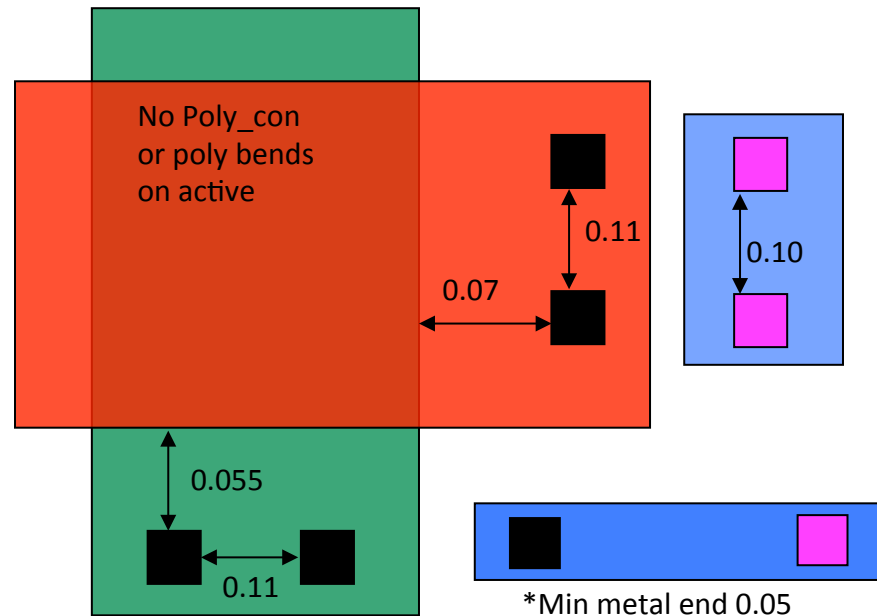 No Poly_con
or poly bends
on active
0.11
0.10
0.07
0.055
0.11
*Min metal end 0.05